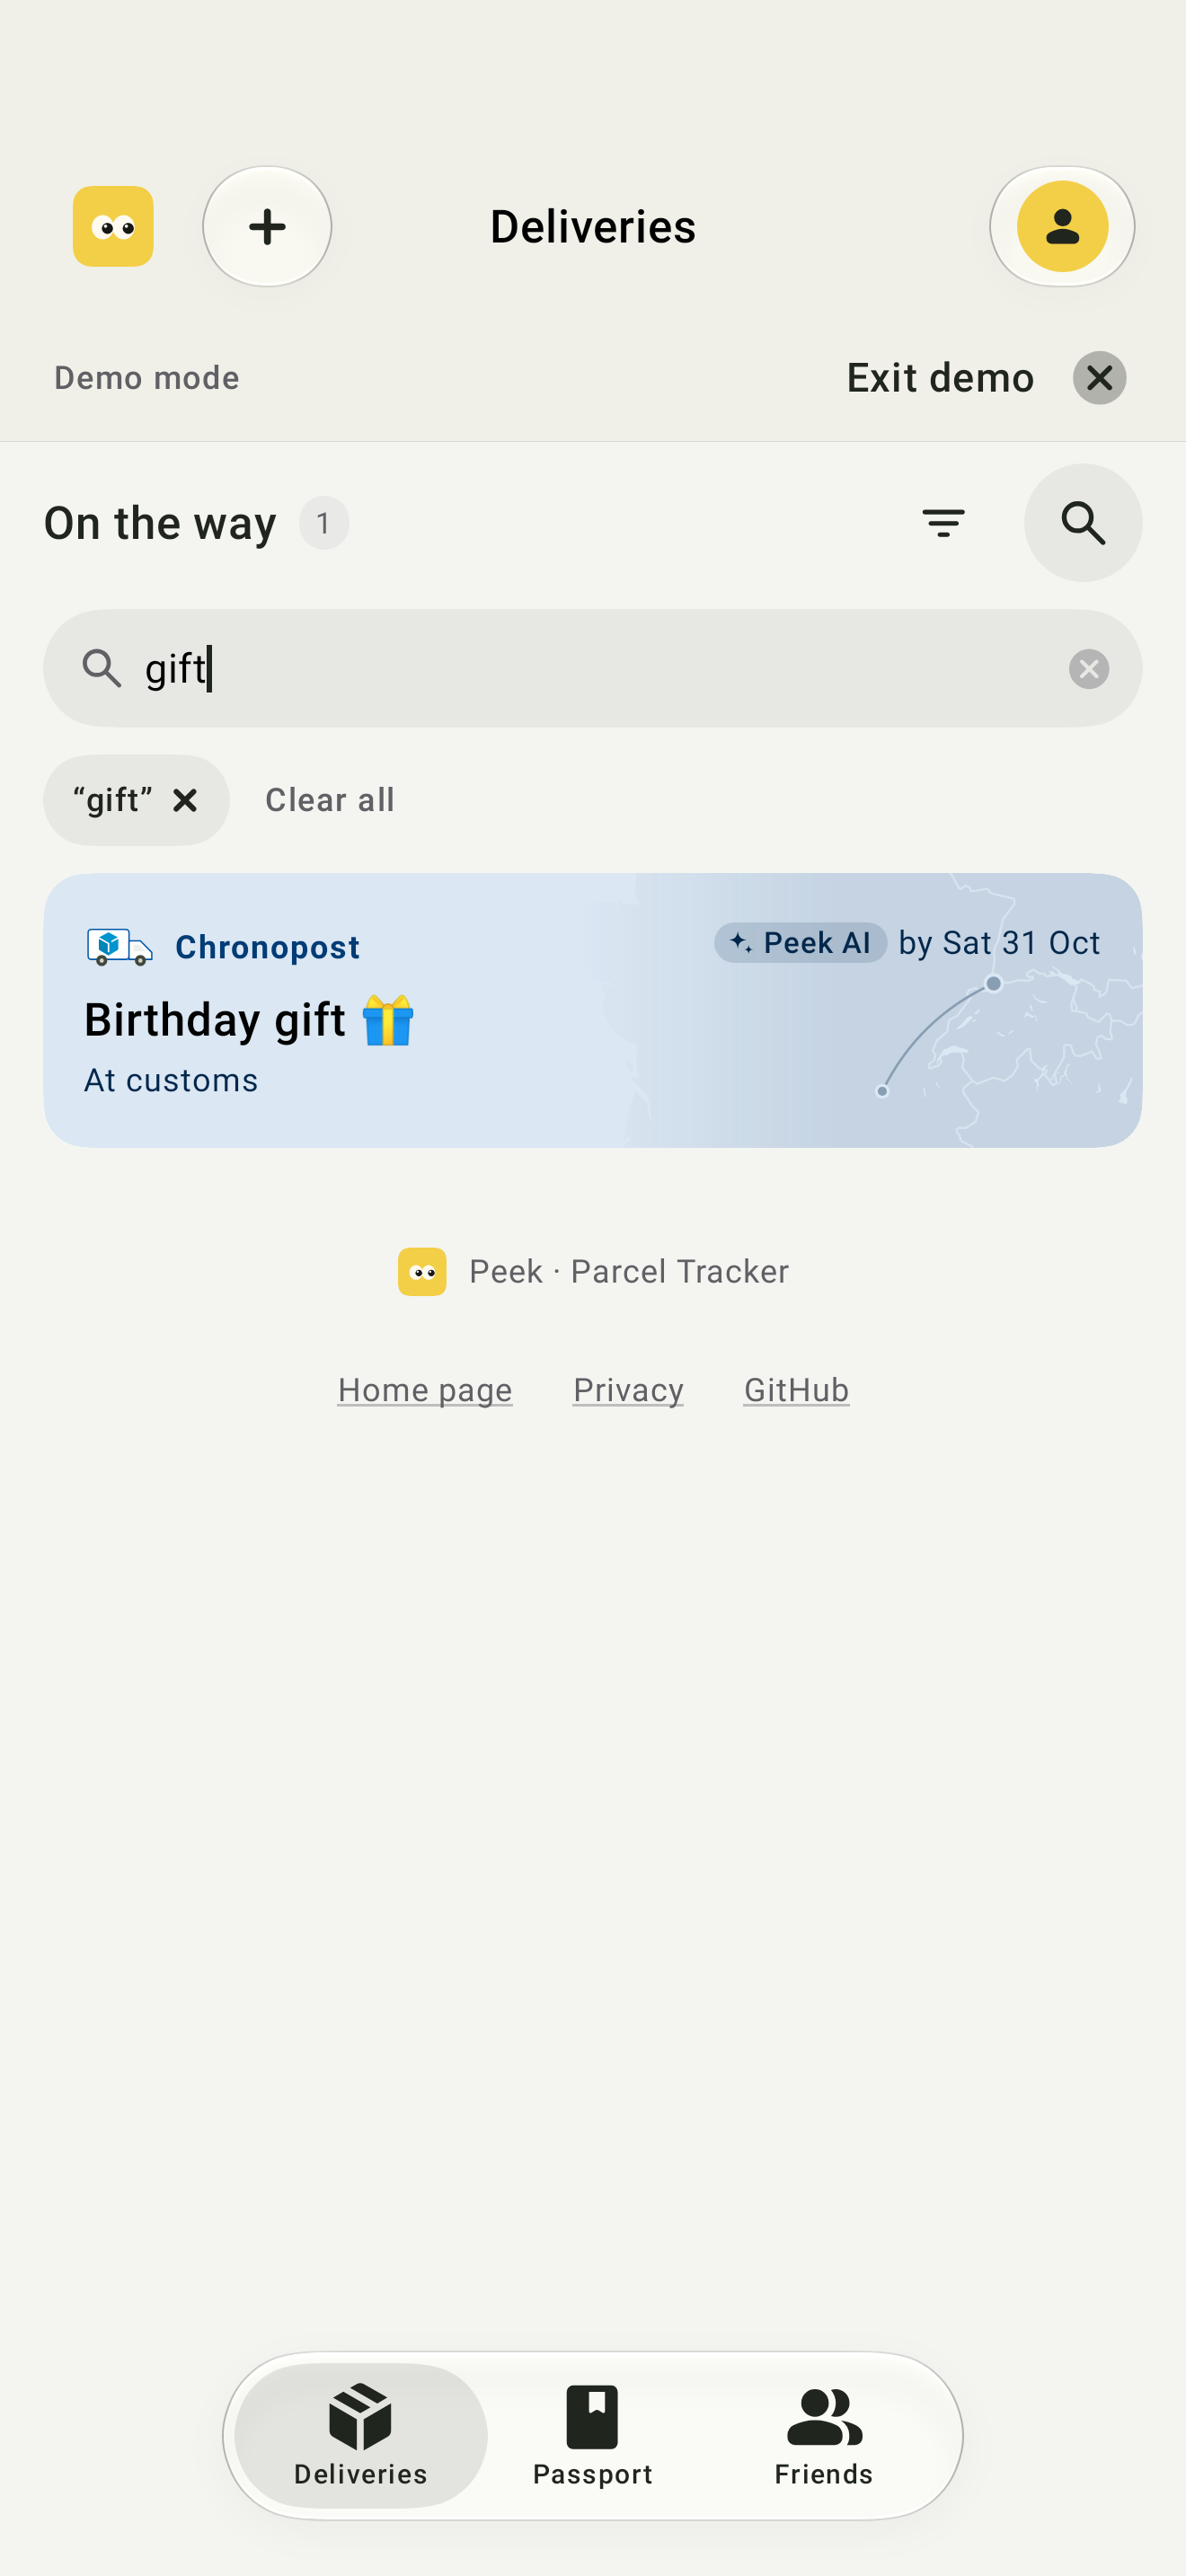 Deliveries
Demo mode
Exit demo
On the way 1
gift
“gift”
Clear all
Chronopost
Peek AI by Sat 31 Oct
Birthday gift 🎁
At customs
Peek · Parcel Tracker
Home page Privacy GitHub
Deliveries Passport Friends